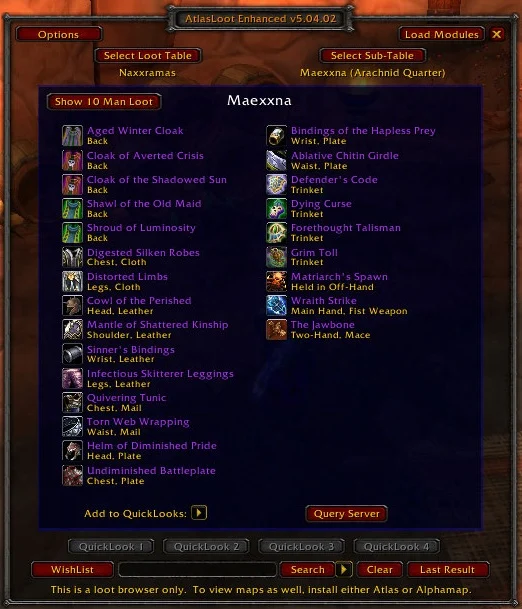 AtlasLoot Enhanced v5.04.02
Options
Load Modules
Select Loot Table
Select Sub-Table
Naxxramas
Maexxna (Arachnid Quarter)
Show 10 Man Loot
Maexxna
Aged Winter Cloak
Back
Cloak of Averted Crisis
Back
Cloak of the Shadowed Sun
Back
Shawl of the Old Maid
Back
Shroud of Luminosity
Back
Digested Silken Robes
Chest, Cloth
Distorted Limbs
Legs, Cloth
Cowl of the Perished
Head, Leather
Mantle of Shattered Kinship
Shoulder, Leather
Sinner's Bindings
Wrist, Leather
Infectious Skitterer Leggings
Legs, Leather
Quivering Tunic
Chest, Mail
Torn Web Wrapping
Waist, Mail
Helm of Diminished Pride
Head, Plate
Undiminished Battleplate
Chest, Plate
Bindings of the Hapless Prey
Wrist, Plate
Ablative Chitin Girdle
Waist, Plate
Defender's Code
Trinket
Dying Curse
Trinket
Forethought Talisman
Trinket
Grim Toll
Trinket
Matriarch's Spawn
Held in Off-Hand
Wraith Strike
Main Hand, Fist Weapon
The Jawbone
Two-Hand, Mace
Add to QuickLooks:
Query Server
QuickLook 1
QuickLook 2
QuickLook 3
QuickLook 4
WishList
Search
Clear
Last Result
This is a loot browser only. To view maps as well, install either Atlas or Alphamap.